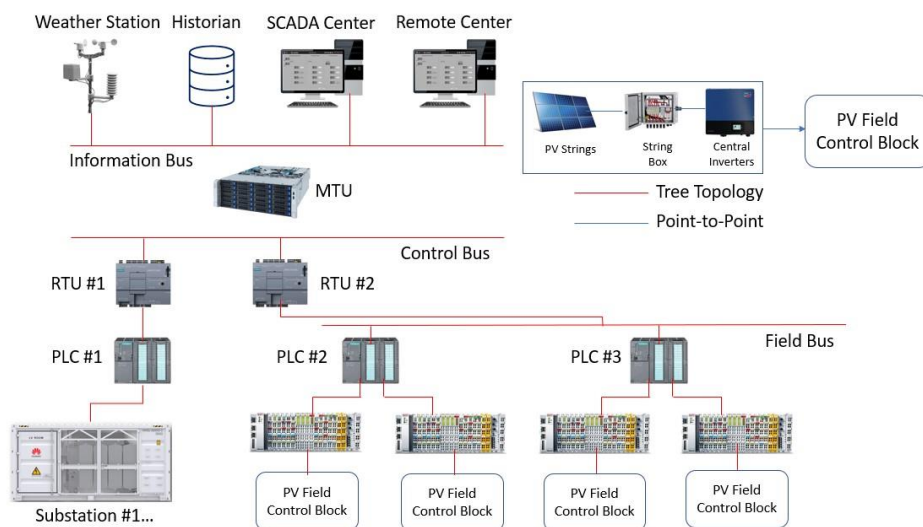 Weather Station
Historian
SCADA Center
Remote Center
PV Strings
String
Box
Central
Inverters
PV Field
Control Block
Information Bus
MTU
Tree Topology
Point-to-Point
Control Bus
RTU #1
RTU #2
Field Bus
PLC #1
PLC #2
PLC #3
Substation #1...
PV Field
Control Block
PV Field
Control Block
PV Field
Control Block
PV Field
Control Block